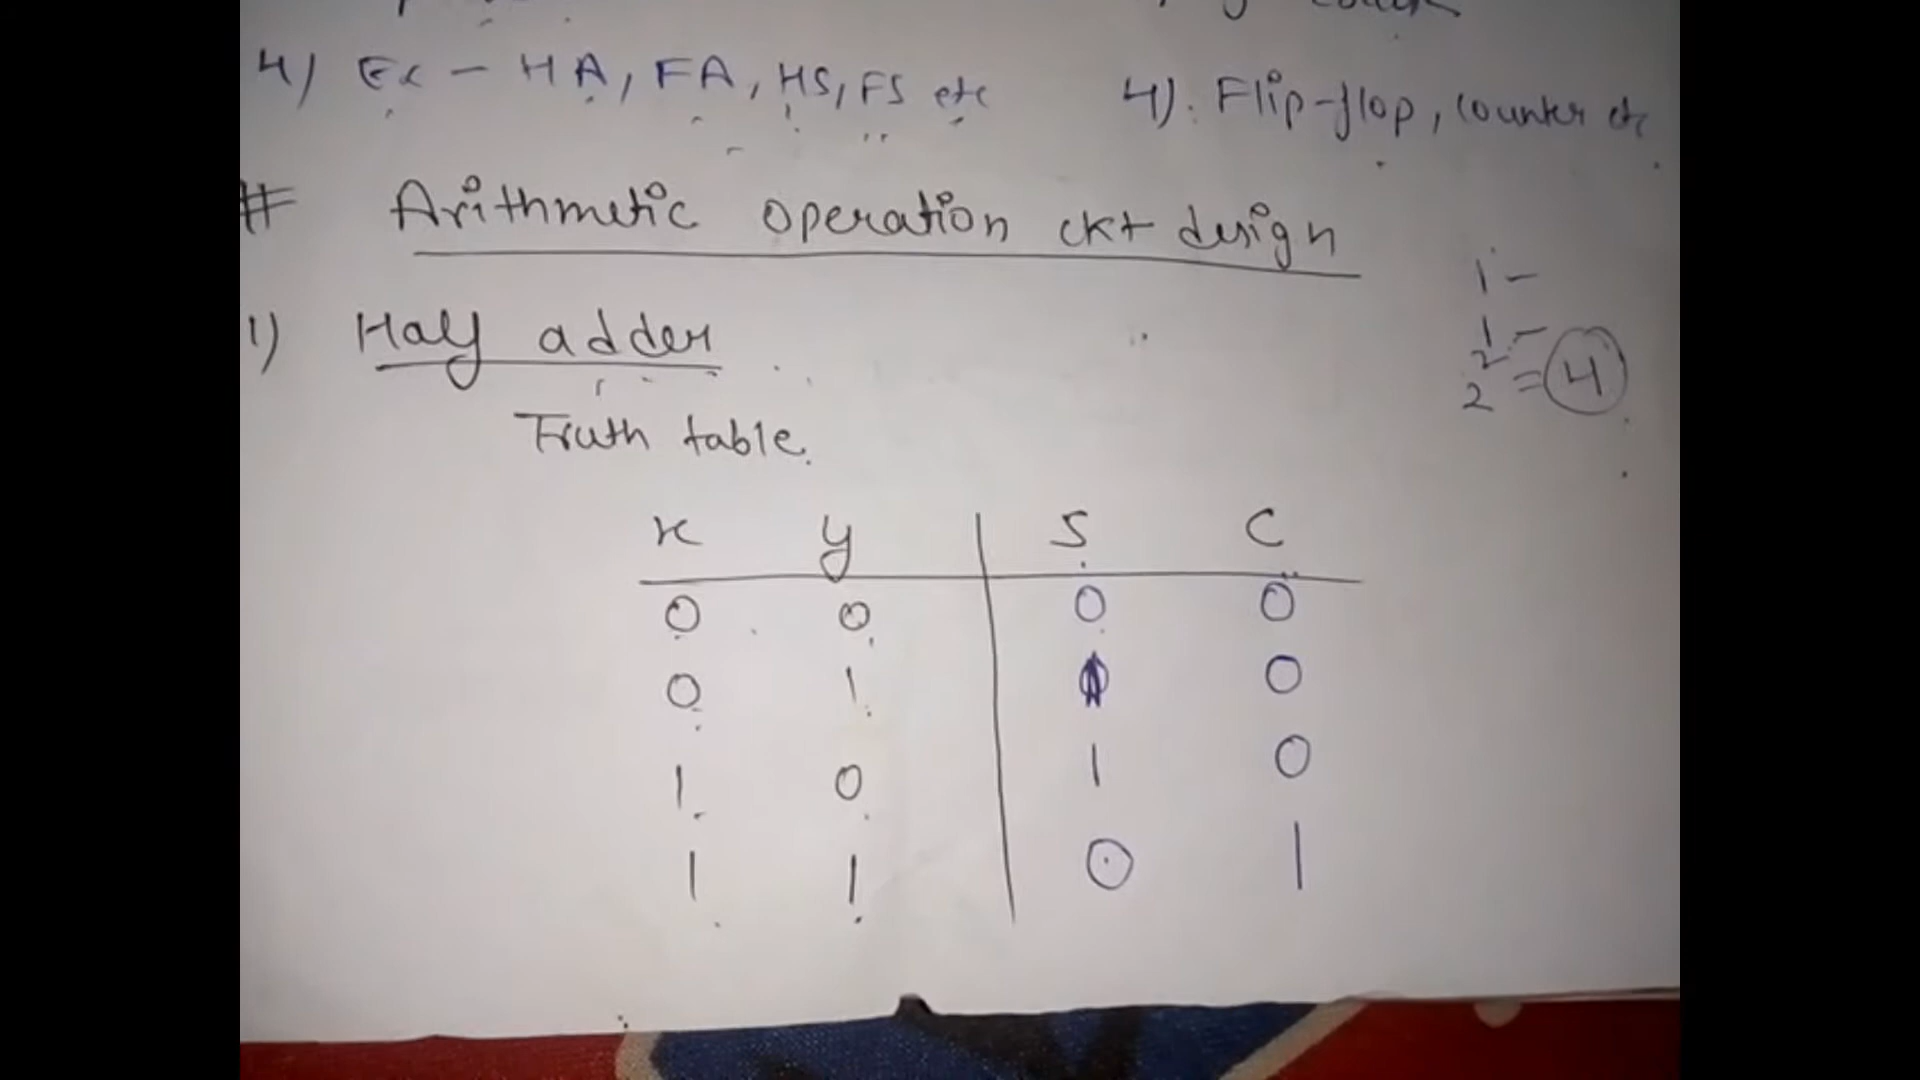 4) Ex - HA, FA, HS, FS etc
4). Flip-flop, counter etc
# Arithmetic operation ckt design
1 -
1 -
2² = 4
1) Half adder
Truth table.
x y S C
0 0 0 0
0 1 1 0
1 0 1 0
1 1 0 1